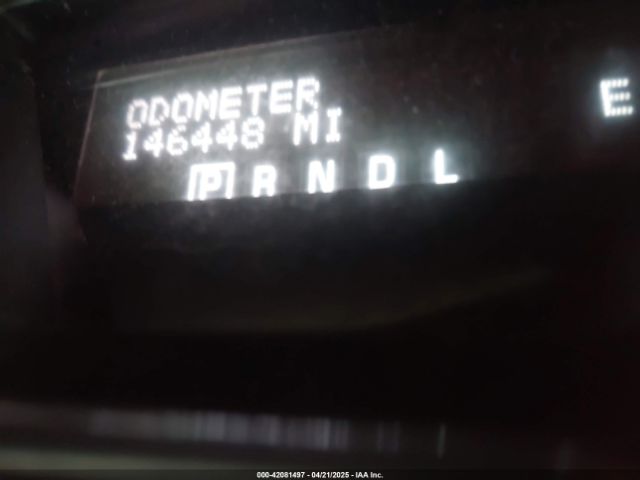 ODOMETER
146448 MI
E
P R N D L
000-42081497 - 04/21/2025 - IAA Inc.